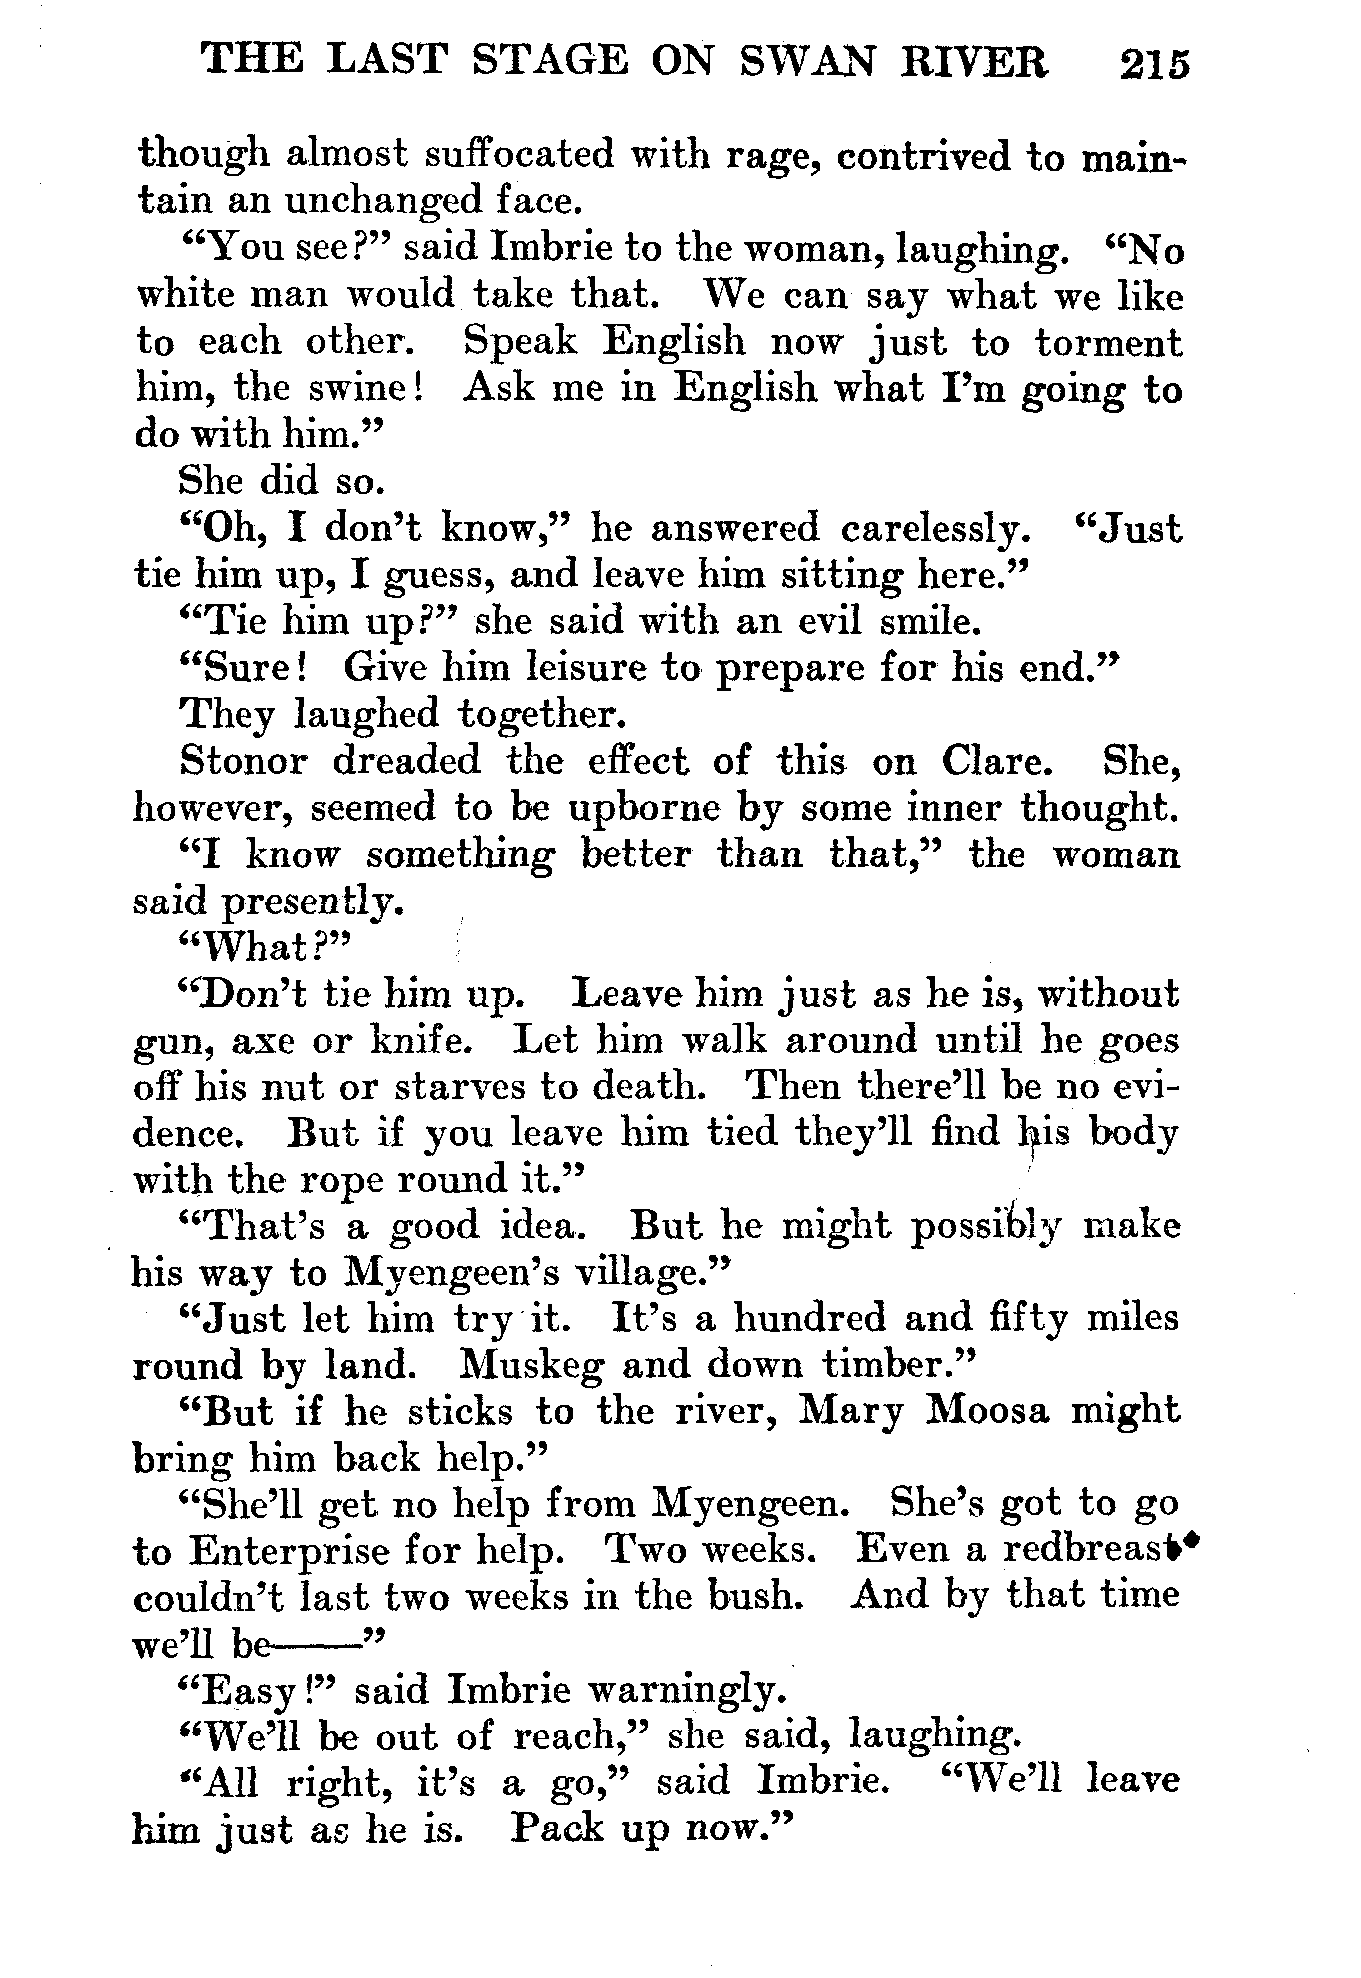 THE LAST STAGE ON SWAN RIVER 215
though almost suffocated with rage, contrived to main-
tain an unchanged face.
“You see?” said Imbrie to the woman, laughing. “No
white man would take that. We can say what we like
to each other. Speak English now just to torment
him, the swine! Ask me in English what I’m going to
do with him.”
She did so.
“Oh, I don’t know,” he answered carelessly. “Just
tie him up, I guess, and leave him sitting here.”
“Tie him up?” she said with an evil smile.
“Sure! Give him leisure to prepare for his end.”
They laughed together.
Stonor dreaded the effect of this on Clare. She,
however, seemed to be upborne by some inner thought.
“I know something better than that,” the woman
said presently.
“What?”
“Don’t tie him up. Leave him just as he is, without
gun, axe or knife. Let him walk around until he goes
off his nut or starves to death. Then there’ll be no evi-
dence. But if you leave him tied they’ll find his body
with the rope round it.”
“That’s a good idea. But he might possibly make
his way to Myengeen’s village.”
“Just let him try it. It’s a hundred and fifty miles
round by land. Muskeg and down timber.”
“But if he sticks to the river, Mary Moosa might
bring him back help.”
“She’ll get no help from Myengeen. She’s got to go
to Enterprise for help. Two weeks. Even a redbreast
couldn’t last two weeks in the bush. And by that time
we’ll be——”
“Easy!” said Imbrie warningly.
“We’ll be out of reach,” she said, laughing.
“All right, it’s a go,” said Imbrie. “We’ll leave
him just as he is. Pack up now.”